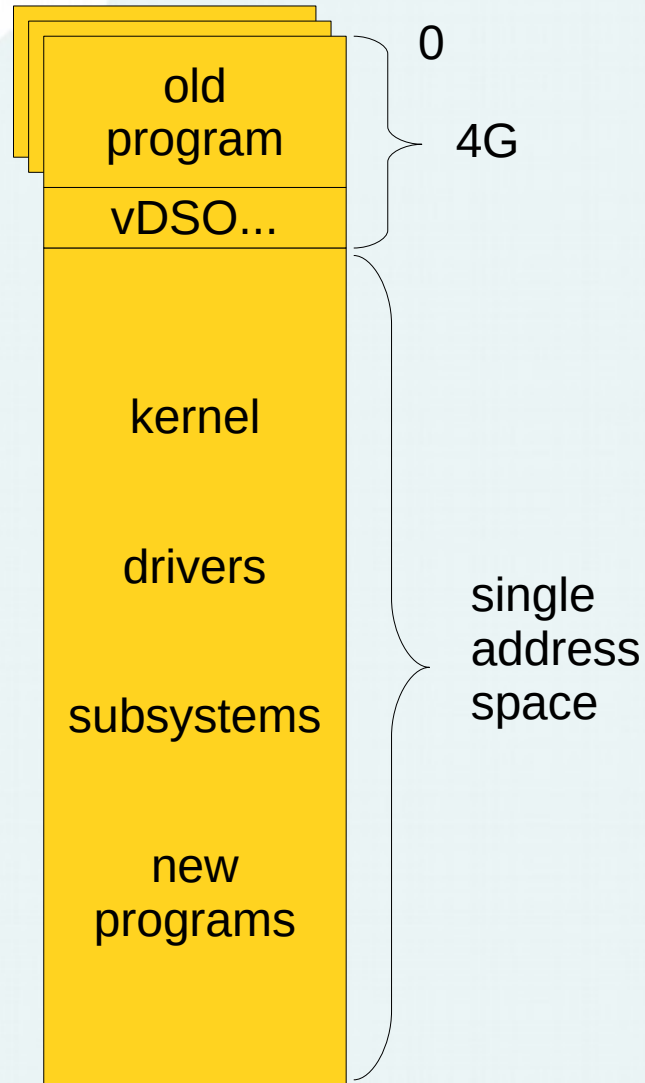 0
old
program
4G
vDSO...
kernel
drivers
single
address
space
subsystems
new
programs